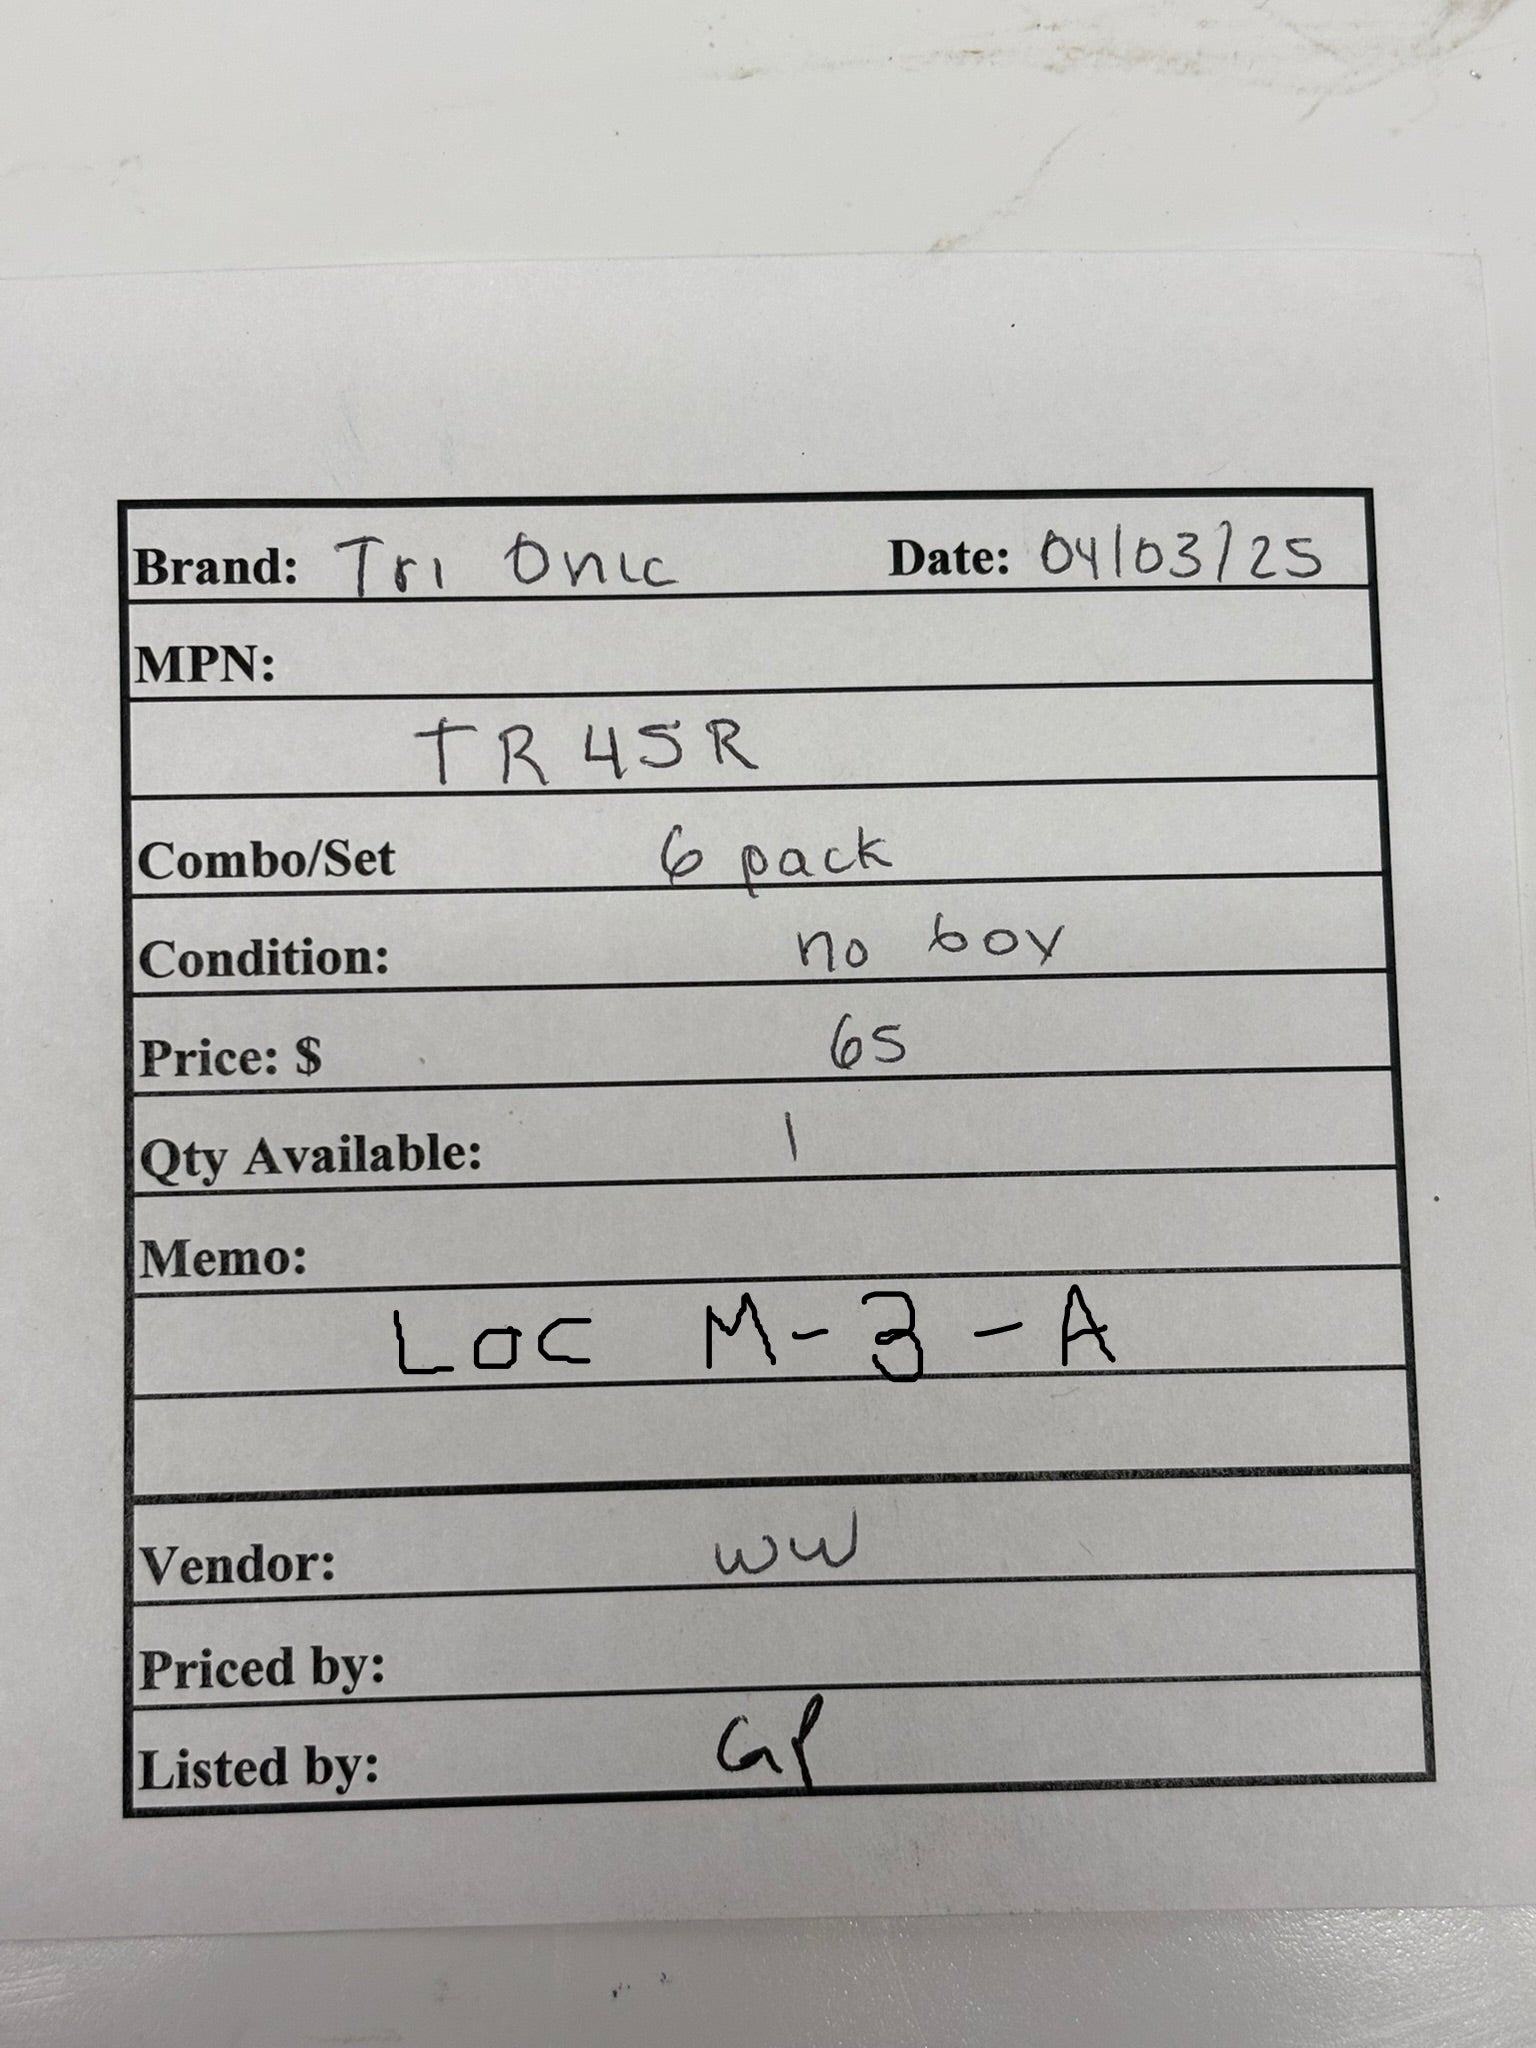 Brand: Tri Onic Date: 04/03/25
MPN:
TR45R
Combo/Set 6 pack
Condition: no box
Price: $ 65
Qty Available: 1
Memo:
LOC M-3-A
Vendor: WW
Priced by:
Listed by: GP